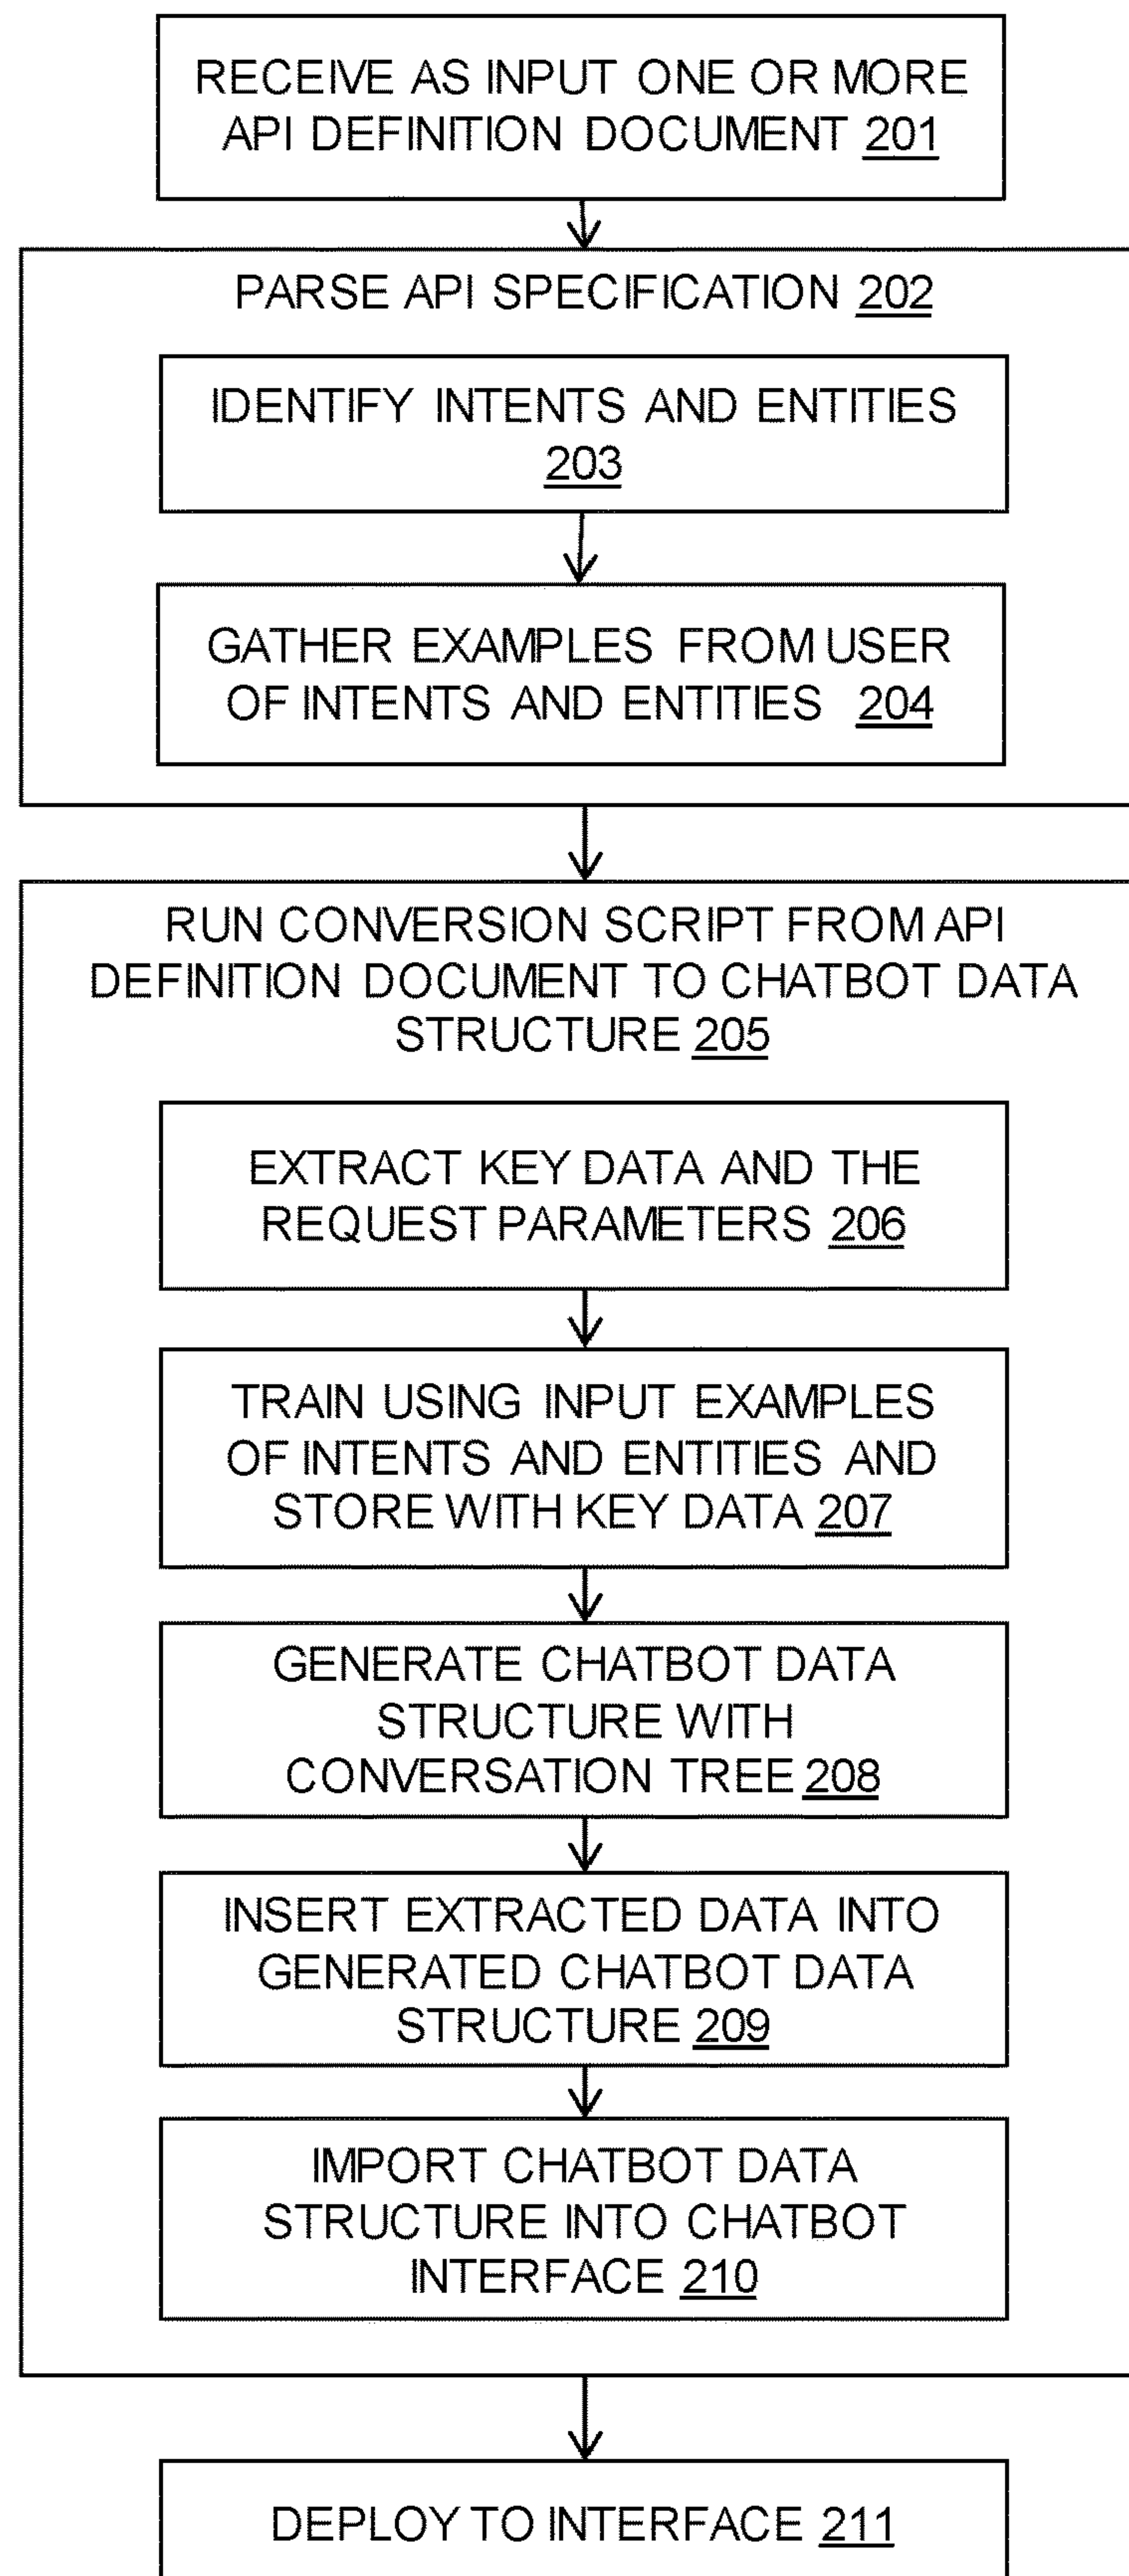 RECEIVE AS INPUT ONE OR MORE
API DEFINITION DOCUMENT 201
PARSE API SPECIFICATION 202
IDENTIFY INTENTS AND ENTITIES
203
GATHER EXAMPLES FROM USER
OF INTENTS AND ENTITIES 204
RUN CONVERSION SCRIPT FROM API
DEFINITION DOCUMENT TO CHATBOT DATA
STRUCTURE 205
EXTRACT KEY DATA AND THE
REQUEST PARAMETERS 206
TRAIN USING INPUT EXAMPLES
OF INTENTS AND ENTITIES AND
STORE WITH KEY DATA 207
GENERATE CHATBOT DATA
STRUCTURE WITH
CONVERSATION TREE 208
INSERT EXTRACTED DATA INTO
GENERATED CHATBOT DATA
STRUCTURE 209
IMPORT CHATBOT DATA
STRUCTURE INTO CHATBOT
INTERFACE 210
DEPLOY TO INTERFACE 211